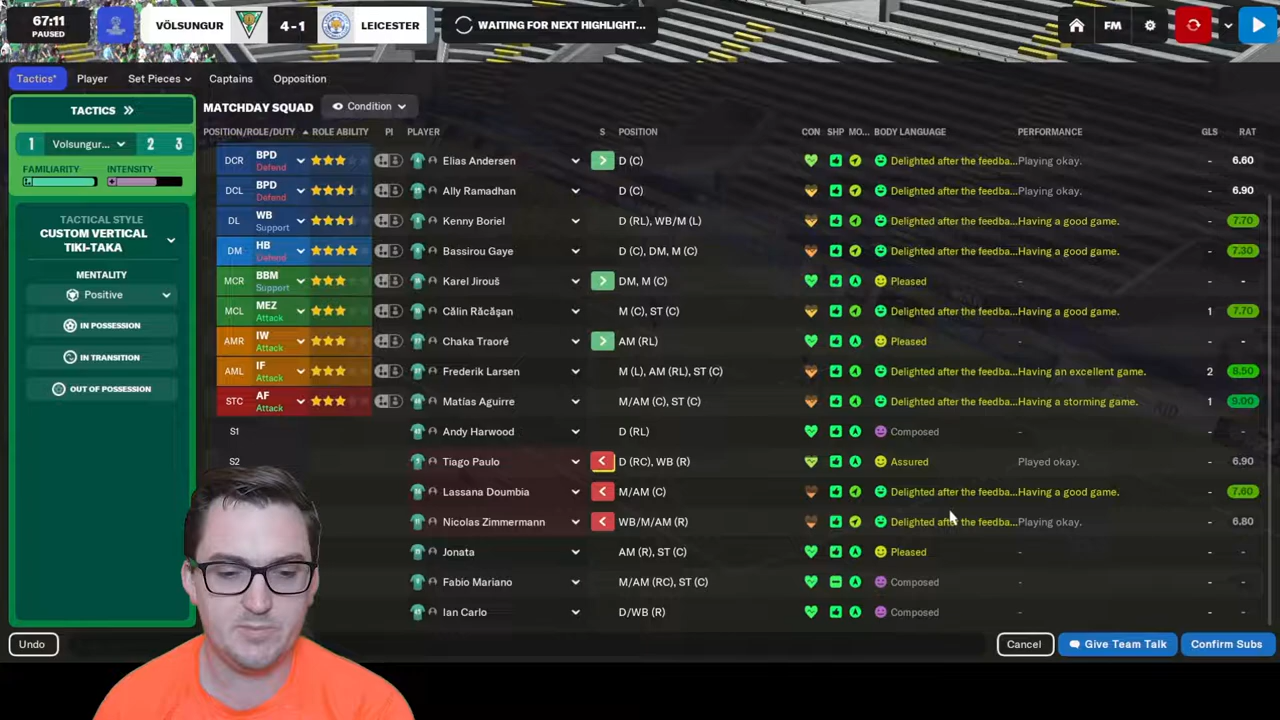 67:11
PAUSED
VÖLSUNGUR
4-1
LEICESTER
WAITING FOR NEXT HIGHLIGHT...
FM
Tactics*
Player
Set Pieces
Captains
Opposition
TACTICS
1
Volsungur...
2
3
FAMILIARITY
INTENSITY
TACTICAL STYLE
CUSTOM VERTICAL
TIKI-TAKA
MENTALITY
Positive
IN POSSESSION
IN TRANSITION
OUT OF POSSESSION
MATCHDAY SQUAD
Condition
POSITION/ROLE/DUTY ROLE ABILITY PI PLAYER S POSITION CON SHP MO... BODY LANGUAGE PERFORMANCE GLS RAT
DCR BPD Defend Elias Andersen D (C) Delighted after the feedba... Playing okay. - 6.60
DCL BPD Defend Ally Ramadhan D (C) Delighted after the feedba... Playing okay. - 6.90
DL WB Support Kenny Boriel D (RL), WB/M (L) Delighted after the feedba... Having a good game. - 7.70
DM HB Defend Bassirou Gaye D (C), DM, M (C) Delighted after the feedba... Having a good game. - 7.30
MCR BBM Support Karel Jirouš DM, M (C) Pleased - - -
MCL MEZ Attack Călin Răcășan M (C), ST (C) Delighted after the feedba... Having a good game. 1 7.70
AMR IW Attack Chaka Traoré AM (RL) Pleased - - -
AML IF Attack Frederik Larsen M (L), AM (RL), ST (C) Delighted after the feedba... Having an excellent game. 2 8.50
STC AF Attack Matías Aguirre M/AM (C), ST (C) Delighted after the feedba... Having a storming game. 1 9.00
S1 Andy Harwood D (RL) Composed - - -
S2 Tiago Paulo D (RC), WB (R) Assured Played okay. - 6.90
Lassana Doumbia M/AM (C) Delighted after the feedba... Having a good game. - 7.60
Nicolas Zimmermann WB/M/AM (R) Delighted after the feedba... Playing okay. - 6.80
Jonata AM (R), ST (C) Pleased - - -
Fabio Mariano M/AM (RC), ST (C) Composed - - -
Ian Carlo D/WB (R) Composed - - -
Undo
Cancel
Give Team Talk
Confirm Subs